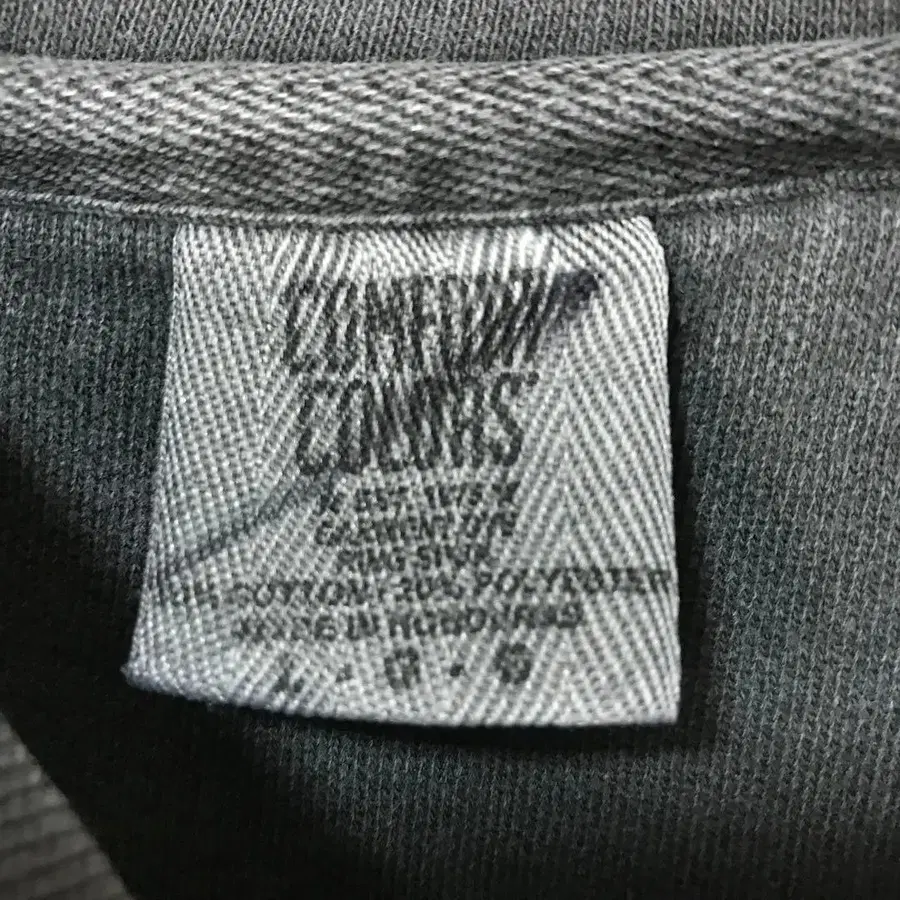 COMFORT
COLORS®
EST. 1975
GARMENT DYE
RING SPUN
COTTON / 20% POLYESTER
MADE IN HONDURAS